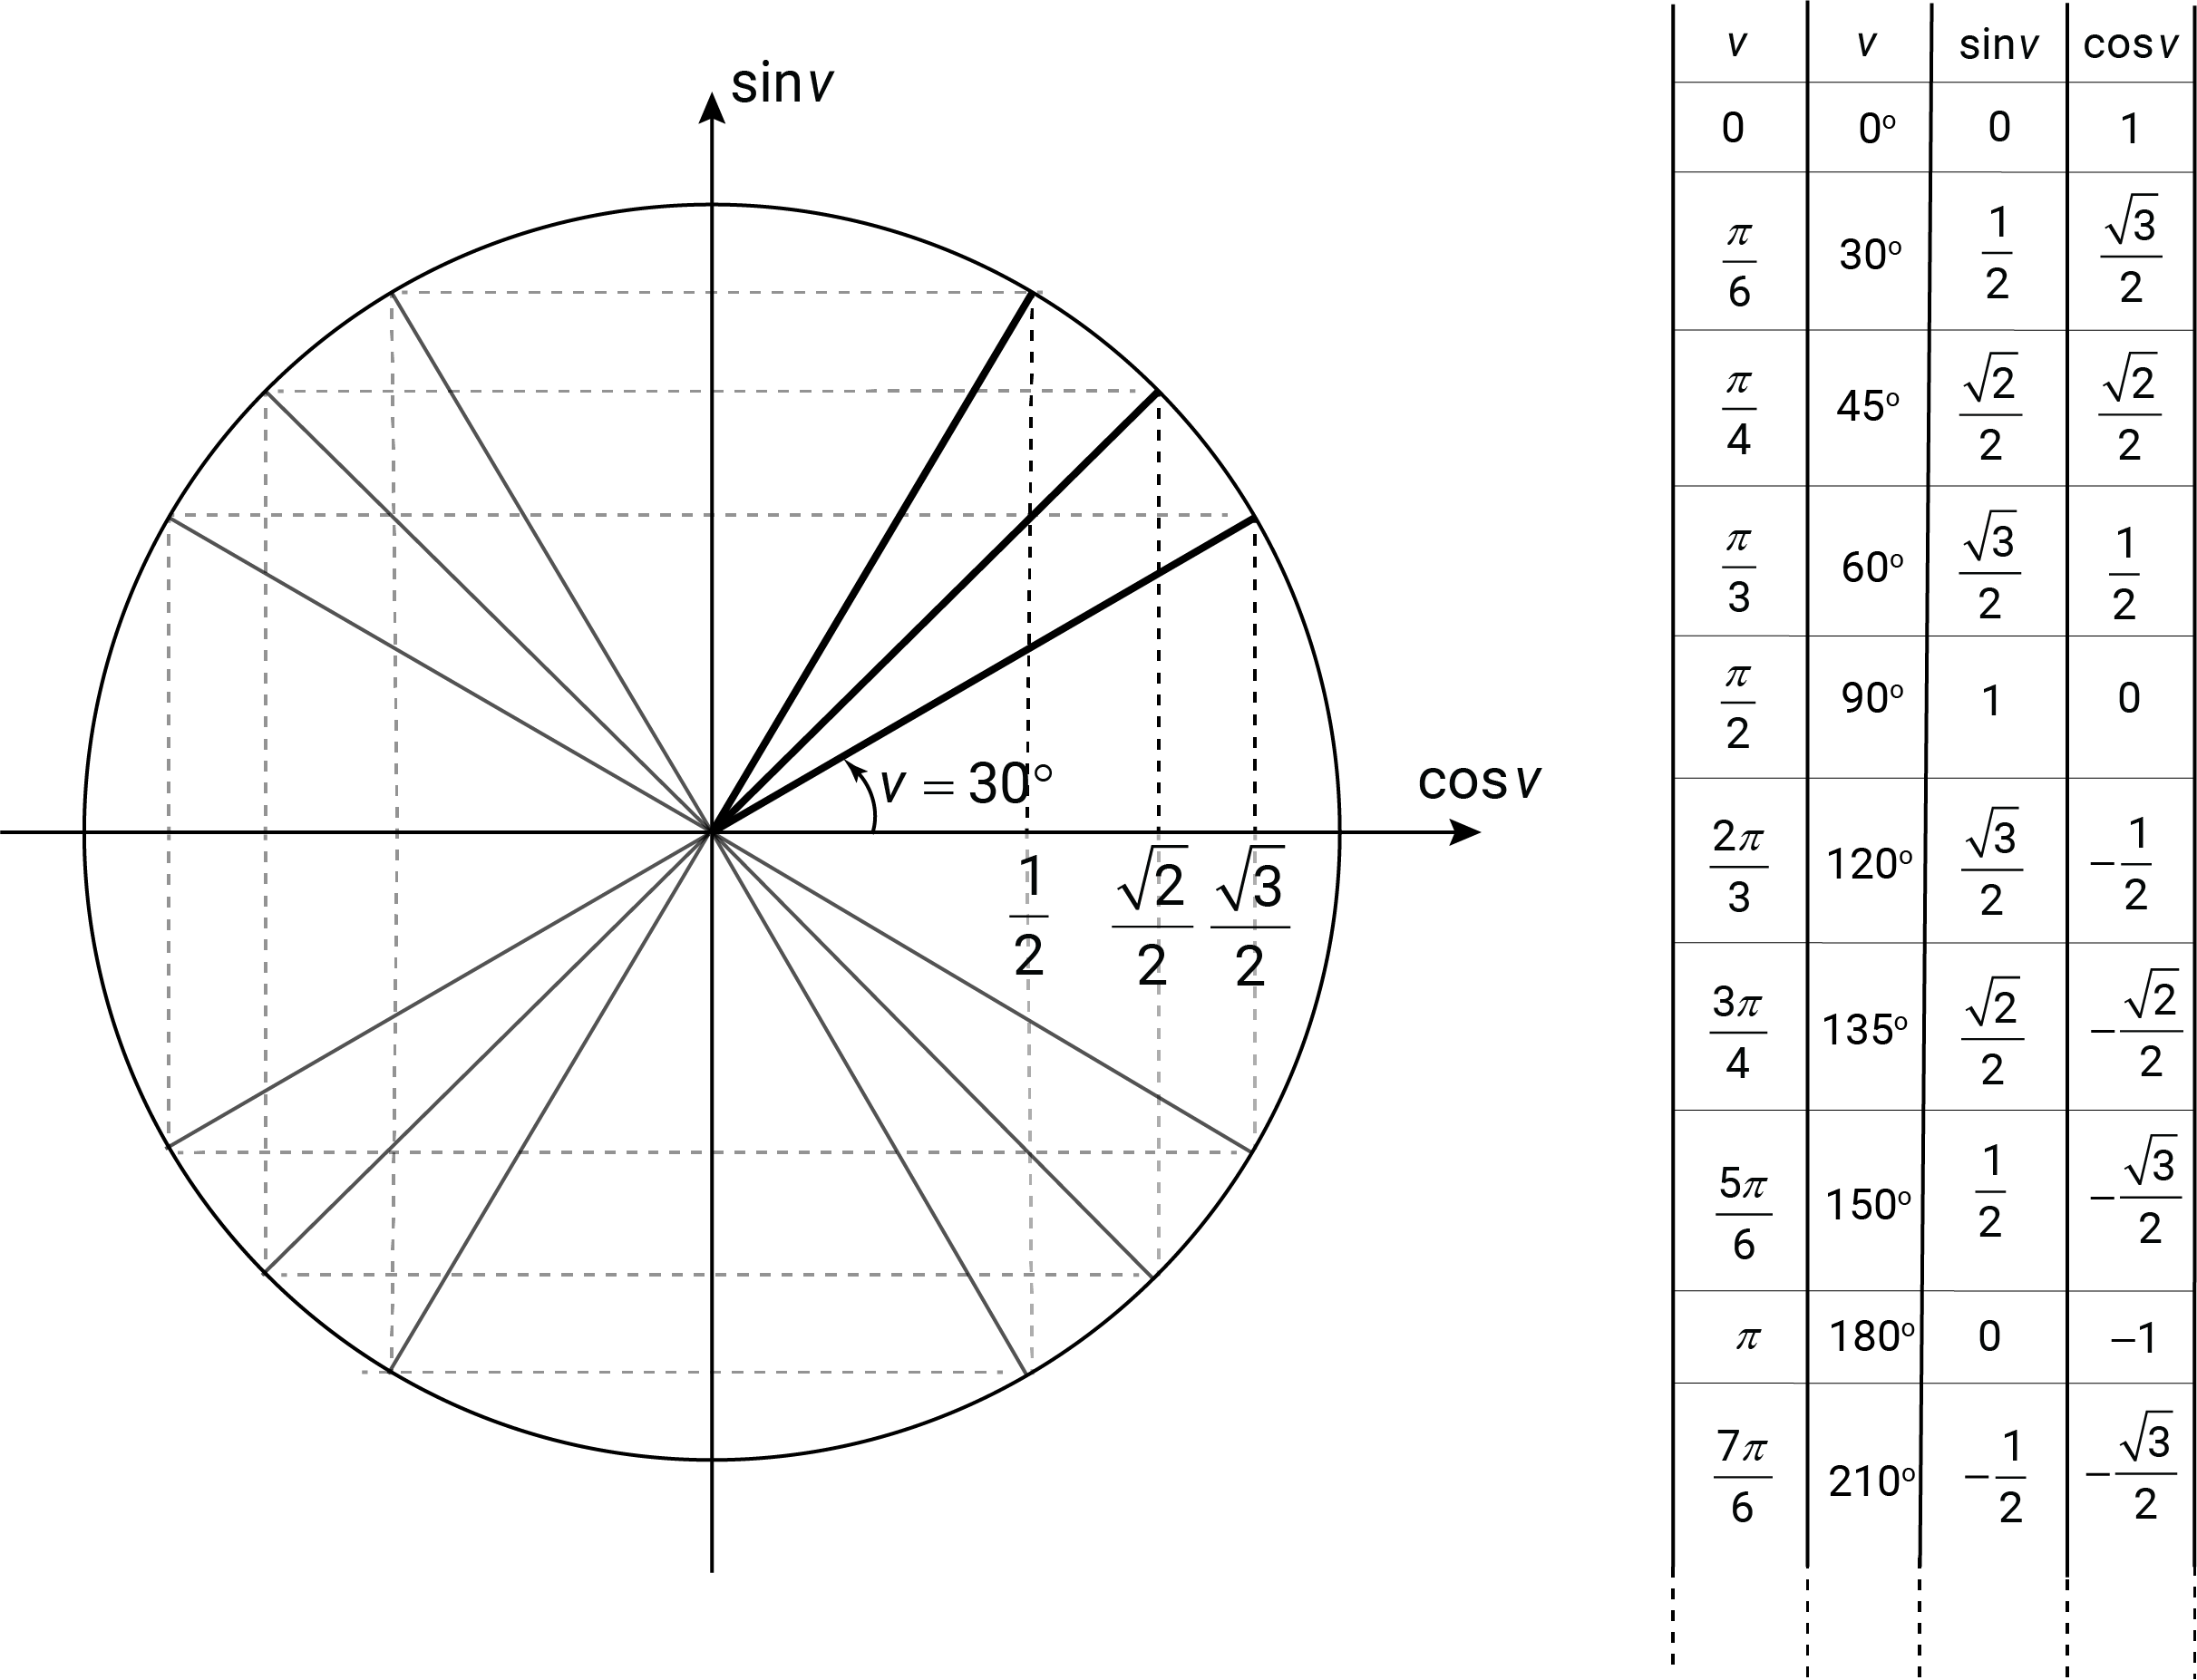 sin v
cos v
v = 30°
1/2 √2/2 √3/2
v v sin v cos v
0 0° 0 1
π/6 30° 1/2 √3/2
π/4 45° √2/2 √2/2
π/3 60° √3/2 1/2
π/2 90° 1 0
2π/3 120° √3/2 −1/2
3π/4 135° √2/2 −√2/2
5π/6 150° 1/2 −√3/2
π 180° 0 −1
7π/6 210° −1/2 −√3/2